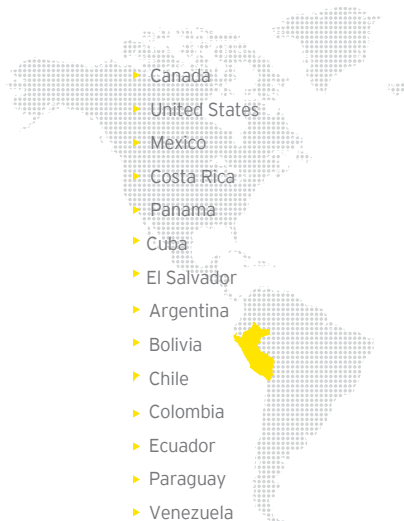 Canada
United States
Mexico
Costa Rica
Panama
Cuba
El Salvador
Argentina
Bolivia
Chile
Colombia
Ecuador
Paraguay
Venezuela